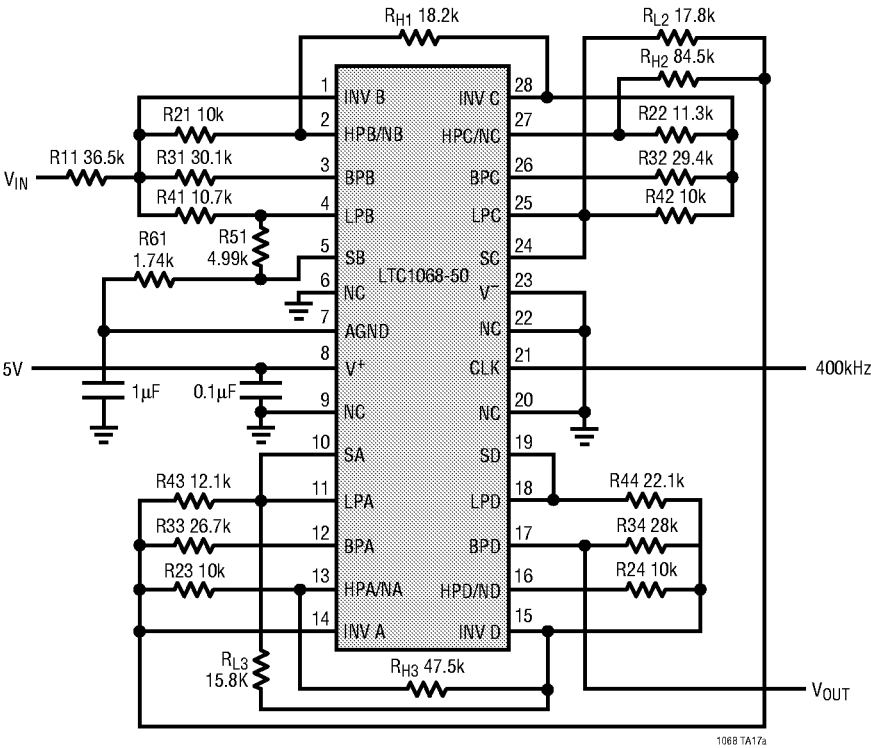 RH1 18.2k
RL2 17.8k
RH2 84.5k
1
INV B
INV C
28
R21 10k
2
HPB/NB
HPC/NC
27
R22 11.3k
VIN
R11 36.5k
R31 30.1k
3
BPB
BPC
26
R32 29.4k
R41 10.7k
4
LPB
LPC
25
R42 10k
R61
1.74k
R51
4.99k
5
SB
SC
24
LTC1068-50
6
NC
V−
23
7
AGND
NC
22
5V
8
V+
CLK
21
400kHz
1µF
0.1µF
9
NC
NC
20
10
SA
SD
19
R43 12.1k
11
LPA
LPD
18
R44 22.1k
R33 26.7k
12
BPA
BPD
17
R34 28k
R23 10k
13
HPA/NA
HPD/ND
16
R24 10k
14
INV A
INV D
15
RL3
15.8K
RH3 47.5k
VOUT
1068 TA17a